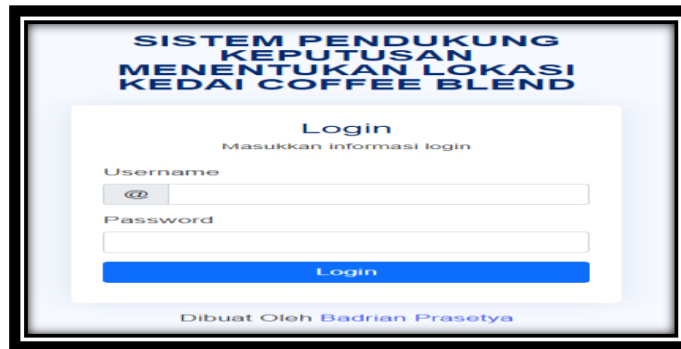 SISTEM PENDUKUNG
KEPUTUSAN
MENENTUKAN LOKASI
KEDAI COFFEE BLEND
Login
Masukkan informasi login
Username
@
Password
Login
Dibuat Oleh Badrian Prasetya